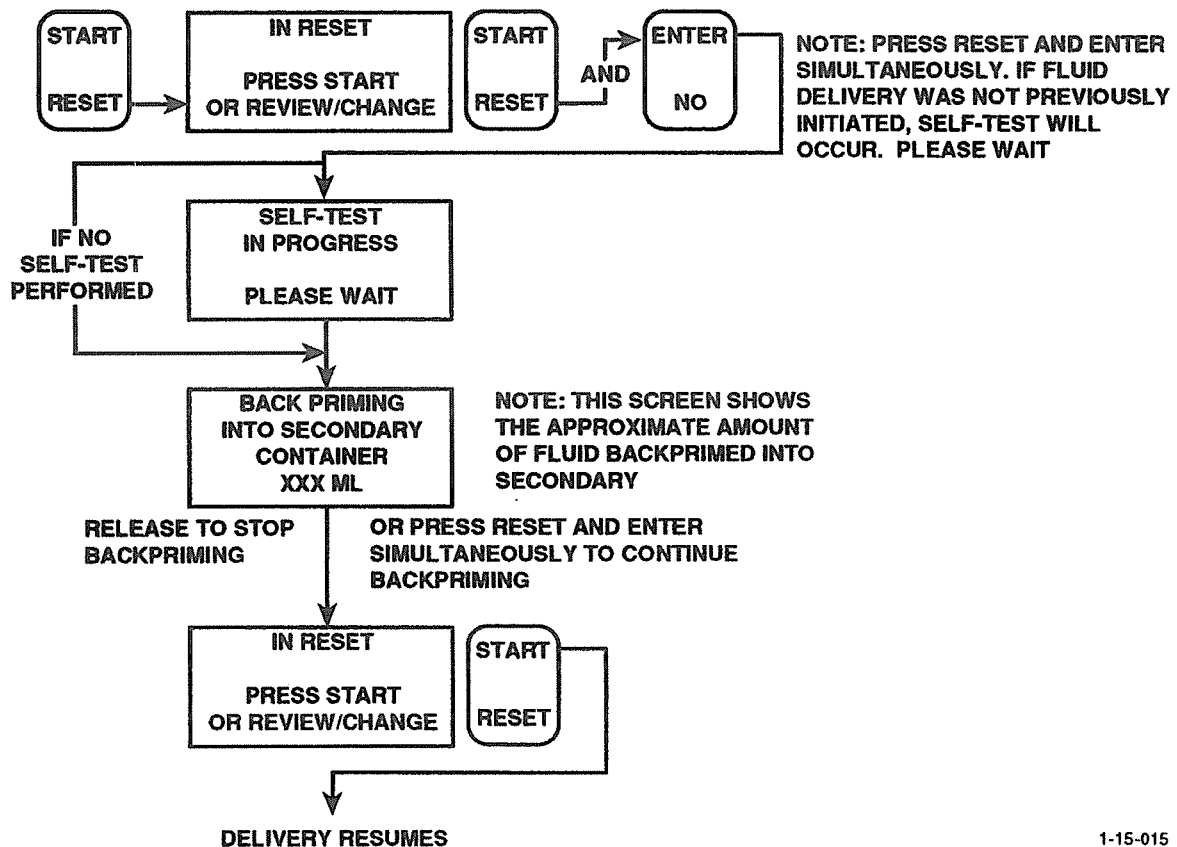 START
RESET
IN RESET
PRESS START
OR REVIEW/CHANGE
START
RESET
AND
ENTER
NO
NOTE: PRESS RESET AND ENTER
SIMULTANEOUSLY. IF FLUID
DELIVERY WAS NOT PREVIOUSLY
INITIATED, SELF-TEST WILL
OCCUR. PLEASE WAIT
IF NO
SELF-TEST
PERFORMED
SELF-TEST
IN PROGRESS
PLEASE WAIT
BACK PRIMING
INTO SECONDARY
CONTAINER
XXX ML
NOTE: THIS SCREEN SHOWS
THE APPROXIMATE AMOUNT
OF FLUID BACKPRIMED INTO
SECONDARY
RELEASE TO STOP
BACKPRIMING
OR PRESS RESET AND ENTER
SIMULTANEOUSLY TO CONTINUE
BACKPRIMING
IN RESET
PRESS START
OR REVIEW/CHANGE
START
RESET
DELIVERY RESUMES
1-15-015